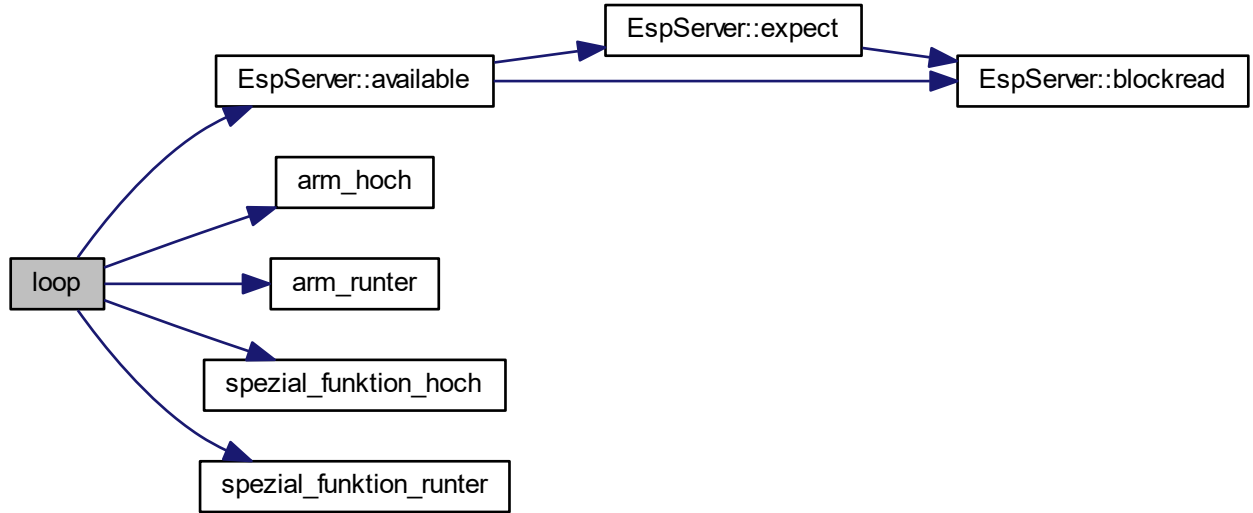 EspServer::expect
EspServer::available
EspServer::blockread
arm_hoch
loop
arm_runter
spezial_funktion_hoch
spezial_funktion_runter